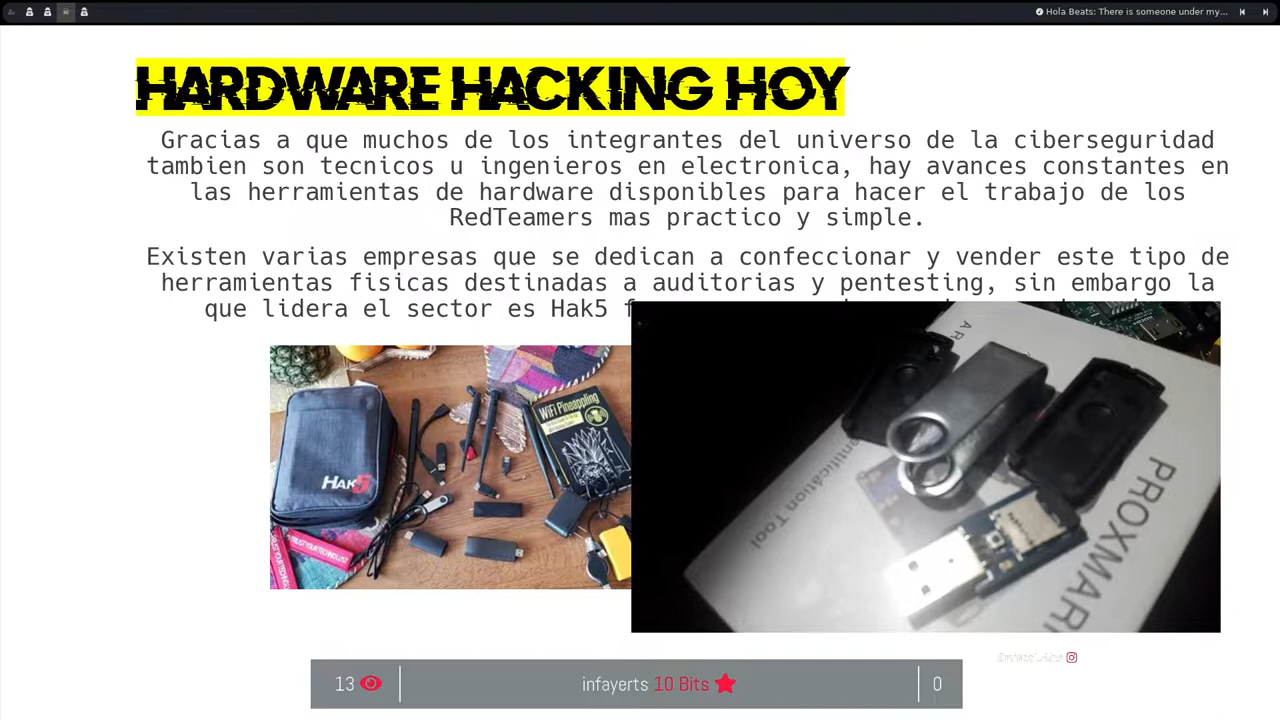 Hola Beats: There is someone under my...
HARDWARE HACKING HOY
Gracias a que muchos de los integrantes del universo de la ciberseguridad
tambien son tecnicos u ingenieros en electronica, hay avances constantes en
las herramientas de hardware disponibles para hacer el trabajo de los
RedTeamers mas practico y simple.
Existen varias empresas que se dedican a confeccionar y vender este tipo de
herramientas fisicas destinadas a auditorias y pentesting, sin embargo la
que lidera el sector es Hak5
HAK5
WiFi Pineappling
Tool
PROXMAR
13
infayerts 10 Bits
0